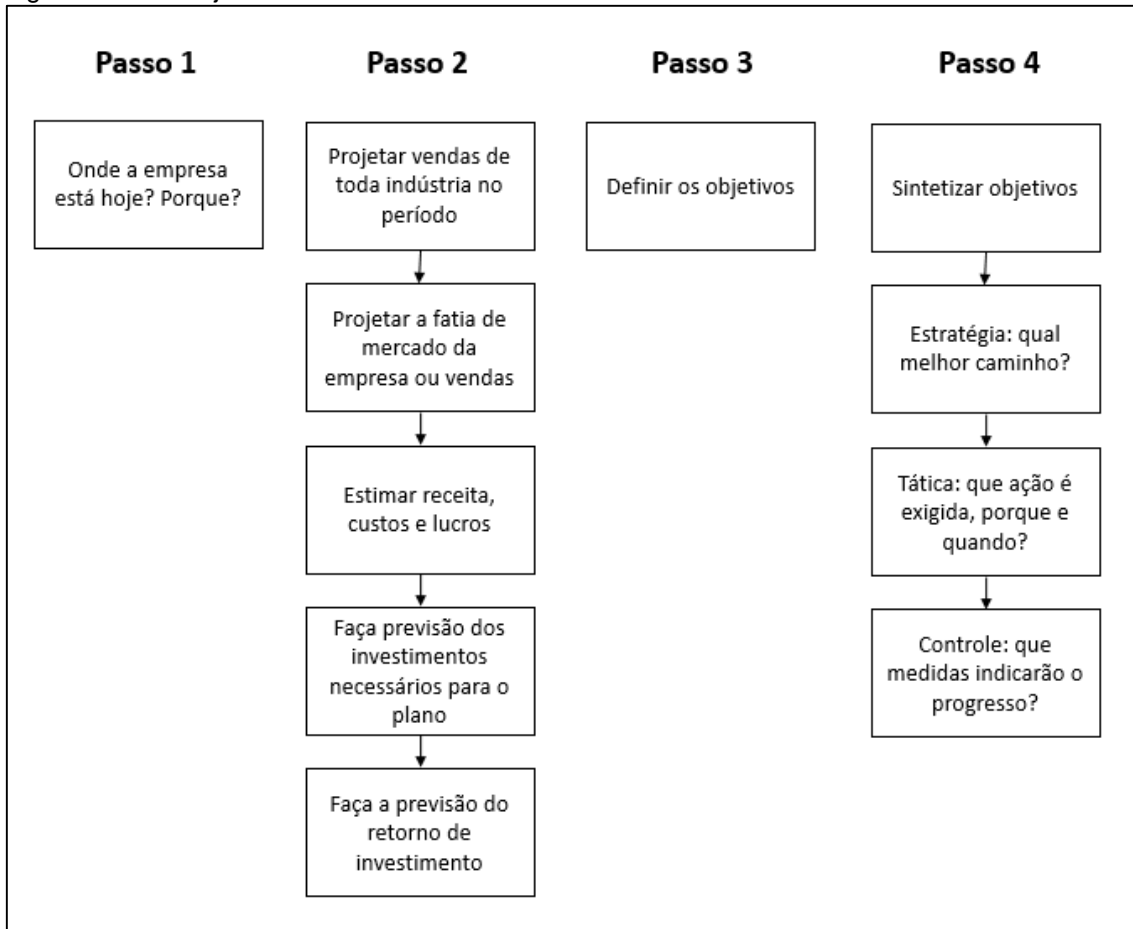 Passo 1
Onde a empresa
está hoje? Porque?
Passo 2
Projetar vendas de
toda indústria no
período
Projetar a fatia de
mercado da
empresa ou vendas
Estimar receita,
custos e lucros
Faça previsão dos
investimentos
necessários para o
plano
Faça a previsão do
retorno de
investimento
Passo 3
Definir os objetivos
Passo 4
Sintetizar objetivos
Estratégia: qual
melhor caminho?
Tática: que ação é
exigida, porque e
quando?
Controle: que
medidas indicarão o
progresso?